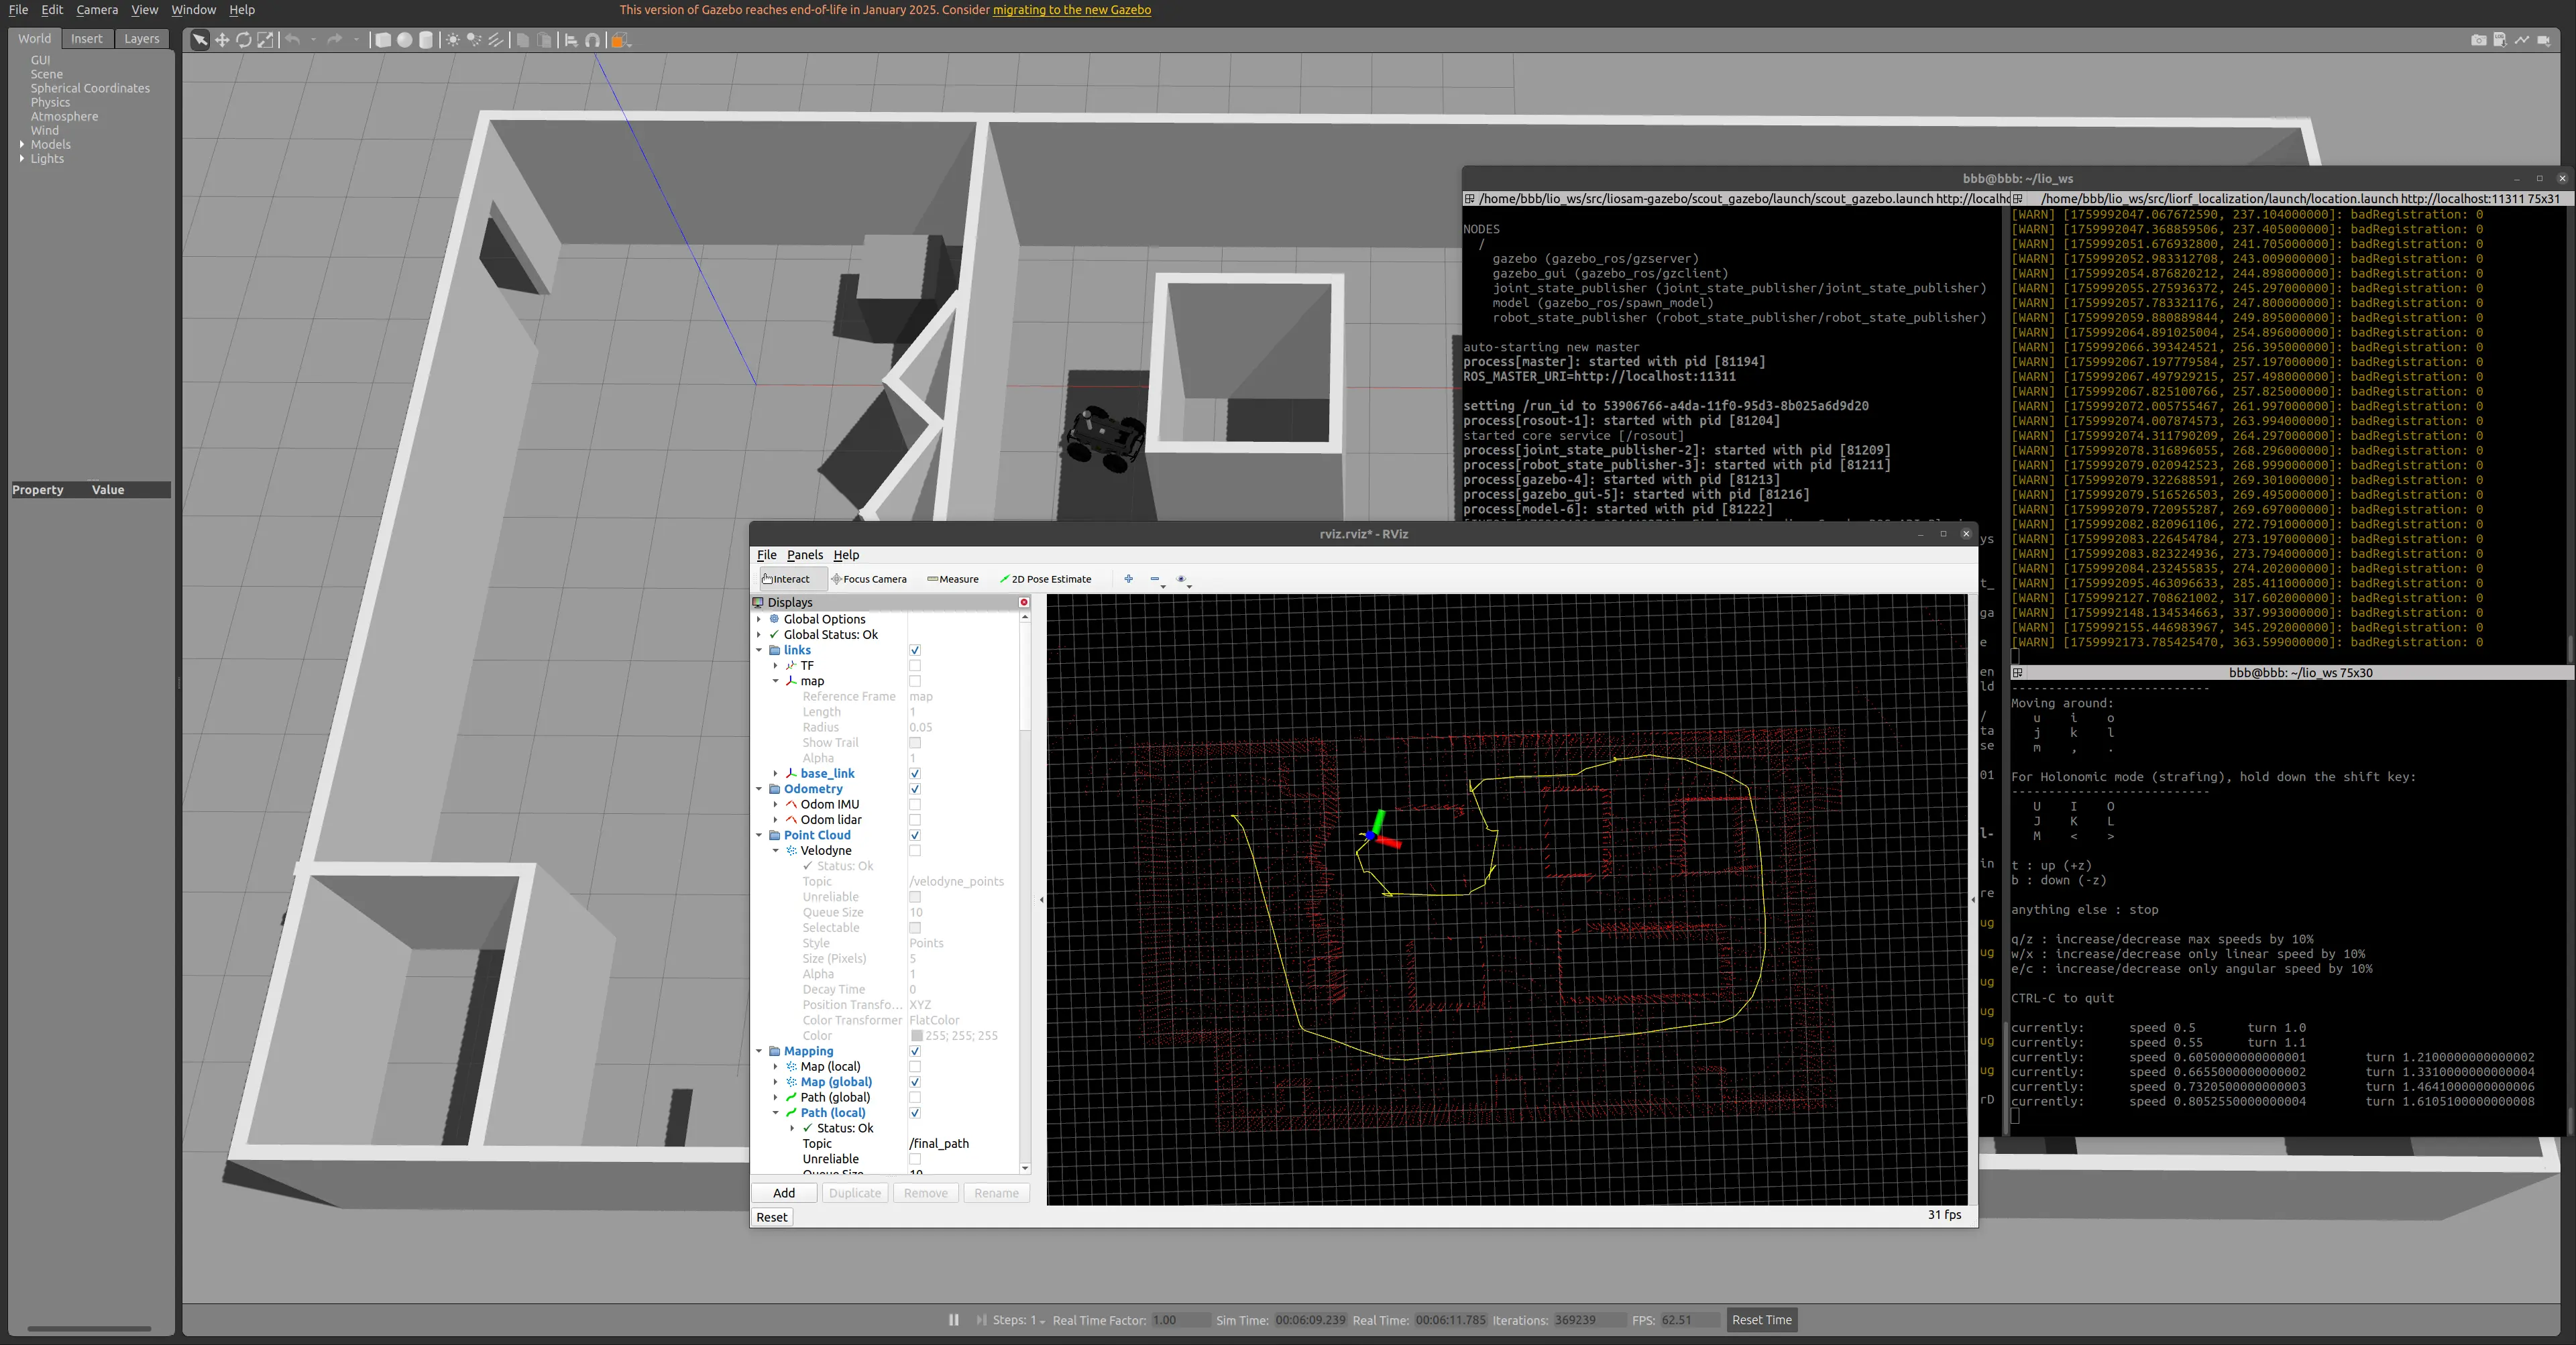 File Edit Camera View Window Help
This version of Gazebo reaches end-of-life in January 2025. Consider migrating to the new Gazebo
World Insert Layers
GUI
Scene
Spherical Coordinates
Physics
Atmosphere
Wind
Models
Lights
Property Value
bbb@bbb: ~/lio_ws
/home/bbb/lio_ws/src/liosam-gazebo/scout_gazebo/launch/scout_gazebo.launch http://localho
NODES
/
gazebo (gazebo_ros/gzserver)
gazebo_gui (gazebo_ros/gzclient)
joint_state_publisher (joint_state_publisher/joint_state_publisher)
model (gazebo_ros/spawn_model)
robot_state_publisher (robot_state_publisher/robot_state_publisher)
auto-starting new master
process[master]: started with pid [81194]
ROS_MASTER_URI=http://localhost:11311
setting /run_id to 53906766-a4da-11f0-95d3-8b025a6d9d20
process[rosout-1]: started with pid [81204]
started core service [/rosout]
process[joint_state_publisher-2]: started with pid [81209]
process[robot_state_publisher-3]: started with pid [81211]
process[gazebo-4]: started with pid [81213]
process[gazebo_gui-5]: started with pid [81216]
process[model-6]: started with pid [81222]
/home/bbb/lio_ws/src/liorf_localization/launch/location.launch http://localhost:11311 75x31
[WARN] [1759992047.067672590, 237.104000000]: badRegistration: 0
[WARN] [1759992047.368859506, 237.405000000]: badRegistration: 0
[WARN] [1759992051.676932800, 241.705000000]: badRegistration: 0
[WARN] [1759992052.983312708, 243.009000000]: badRegistration: 0
[WARN] [1759992054.876820212, 244.898000000]: badRegistration: 0
[WARN] [1759992055.275936372, 245.297000000]: badRegistration: 0
[WARN] [1759992057.783321176, 247.800000000]: badRegistration: 0
[WARN] [1759992059.880889844, 249.895000000]: badRegistration: 0
[WARN] [1759992064.891025004, 254.896000000]: badRegistration: 0
[WARN] [1759992066.393424521, 256.395000000]: badRegistration: 0
[WARN] [1759992067.197779584, 257.197000000]: badRegistration: 0
[WARN] [1759992067.497929215, 257.498000000]: badRegistration: 0
[WARN] [1759992067.825100766, 257.825000000]: badRegistration: 0
[WARN] [1759992072.005755467, 261.997000000]: badRegistration: 0
[WARN] [1759992074.007874573, 263.994000000]: badRegistration: 0
[WARN] [1759992074.311790209, 264.297000000]: badRegistration: 0
[WARN] [1759992078.316896055, 268.296000000]: badRegistration: 0
[WARN] [1759992079.020942523, 268.999000000]: badRegistration: 0
[WARN] [1759992079.322688591, 269.301000000]: badRegistration: 0
[WARN] [1759992079.516526503, 269.495000000]: badRegistration: 0
[WARN] [1759992079.720955287, 269.697000000]: badRegistration: 0
[WARN] [1759992082.820961106, 272.791000000]: badRegistration: 0
[WARN] [1759992083.226454784, 273.197000000]: badRegistration: 0
[WARN] [1759992083.823224936, 273.794000000]: badRegistration: 0
[WARN] [1759992084.232455835, 274.202000000]: badRegistration: 0
[WARN] [1759992095.463096633, 285.411000000]: badRegistration: 0
[WARN] [1759992127.708621002, 317.602000000]: badRegistration: 0
[WARN] [1759992148.134534663, 337.993000000]: badRegistration: 0
[WARN] [1759992155.446983967, 345.292000000]: badRegistration: 0
[WARN] [1759992173.785425070, 363.599000000]: badRegistration: 0
bbb@bbb: ~/lio_ws 75x30
---------------------------
Moving around:
u i o
j k l
m , .
For Holonomic mode (strafing), hold down the shift key:
---------------------------
U I O
J K L
M < >
t : up (+z)
b : down (-z)
anything else : stop
q/z : increase/decrease max speeds by 10%
w/x : increase/decrease only linear speed by 10%
e/c : increase/decrease only angular speed by 10%
CTRL-C to quit
currently: speed 0.5 turn 1.0
currently: speed 0.55 turn 1.1
currently: speed 0.6050000000000001 turn 1.2100000000000002
currently: speed 0.6655000000000002 turn 1.3310000000000004
currently: speed 0.7320500000000003 turn 1.4641000000000006
currently: speed 0.8052550000000004 turn 1.6105100000000008
rviz.rviz* - RViz
File Panels Help
Interact Focus Camera Measure 2D Pose Estimate
Displays
Global Options
Global Status: Ok
links
TF
map
Reference Frame map
Length 1
Radius 0.05
Show Trail
Alpha 1
base_link
Odometry
Odom IMU
Odom lidar
Point Cloud
Velodyne
Status: Ok
Topic /velodyne_points
Unreliable
Queue Size 10
Selectable
Style Points
Size (Pixels) 5
Alpha 1
Decay Time 0
Position Transfo... XYZ
Color Transformer FlatColor
Color 255; 255; 255
Mapping
Map (local)
Map (global)
Path (global)
Path (local)
Status: Ok
Topic /final_path
Unreliable
Queue Size 10
Add Duplicate Remove Rename
Reset
31 fps
ys
t_
ga
e
en
ld
/
ta
se
01
l-
in
re
ug
ug
ug
ug
ug
ug
rD
Steps: 1 Real Time Factor: 1.00 Sim Time: 00:06:09.239 Real Time: 00:06:11.785 Iterations: 369239 FPS: 62.51 Reset Time